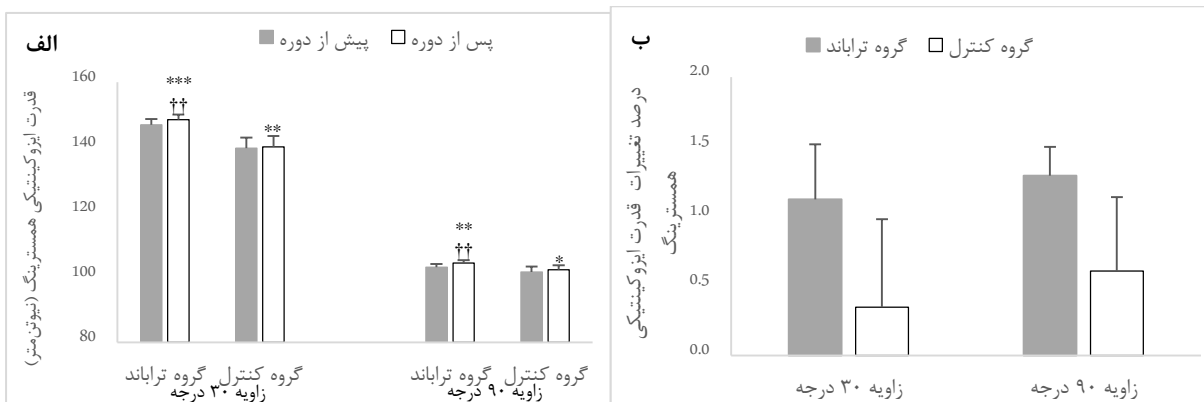 الف
پیش از دوره
پس از دوره
قدرت ایزوکینتیکی همسترینگ (نیوتن‌متر)
160
140
120
100
80
***
††
**
**
††
*
گروه تراباند
گروه کنترل
گروه تراباند
گروه کنترل
زاویه ۳۰ درجه
زاویه ۹۰ درجه
ب
گروه تراباند
گروه کنترل
درصد تغییرات قدرت ایزوکینتیکی
همسترینگ
2.0
1.5
1.0
0.5
0.0
زاویه ۳۰ درجه
زاویه ۹۰ درجه